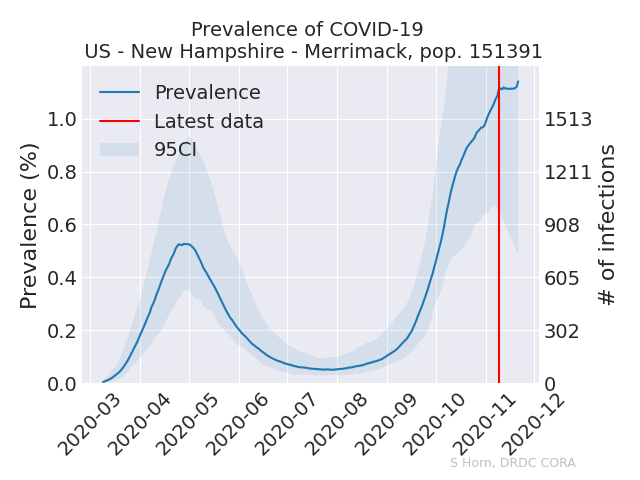 Prevalence of COVID-19
US - New Hampshire - Merrimack, pop. 151391
Prevalence
Latest data
95CI
Prevalence (%)
1.0
0.8
0.6
0.4
0.2
0.0
1513
1211
908
605
302
0
# of infections
2020-03
2020-04
2020-05
2020-06
2020-07
2020-08
2020-09
2020-10
2020-11
2020-12
S Horn, DRDC CORA